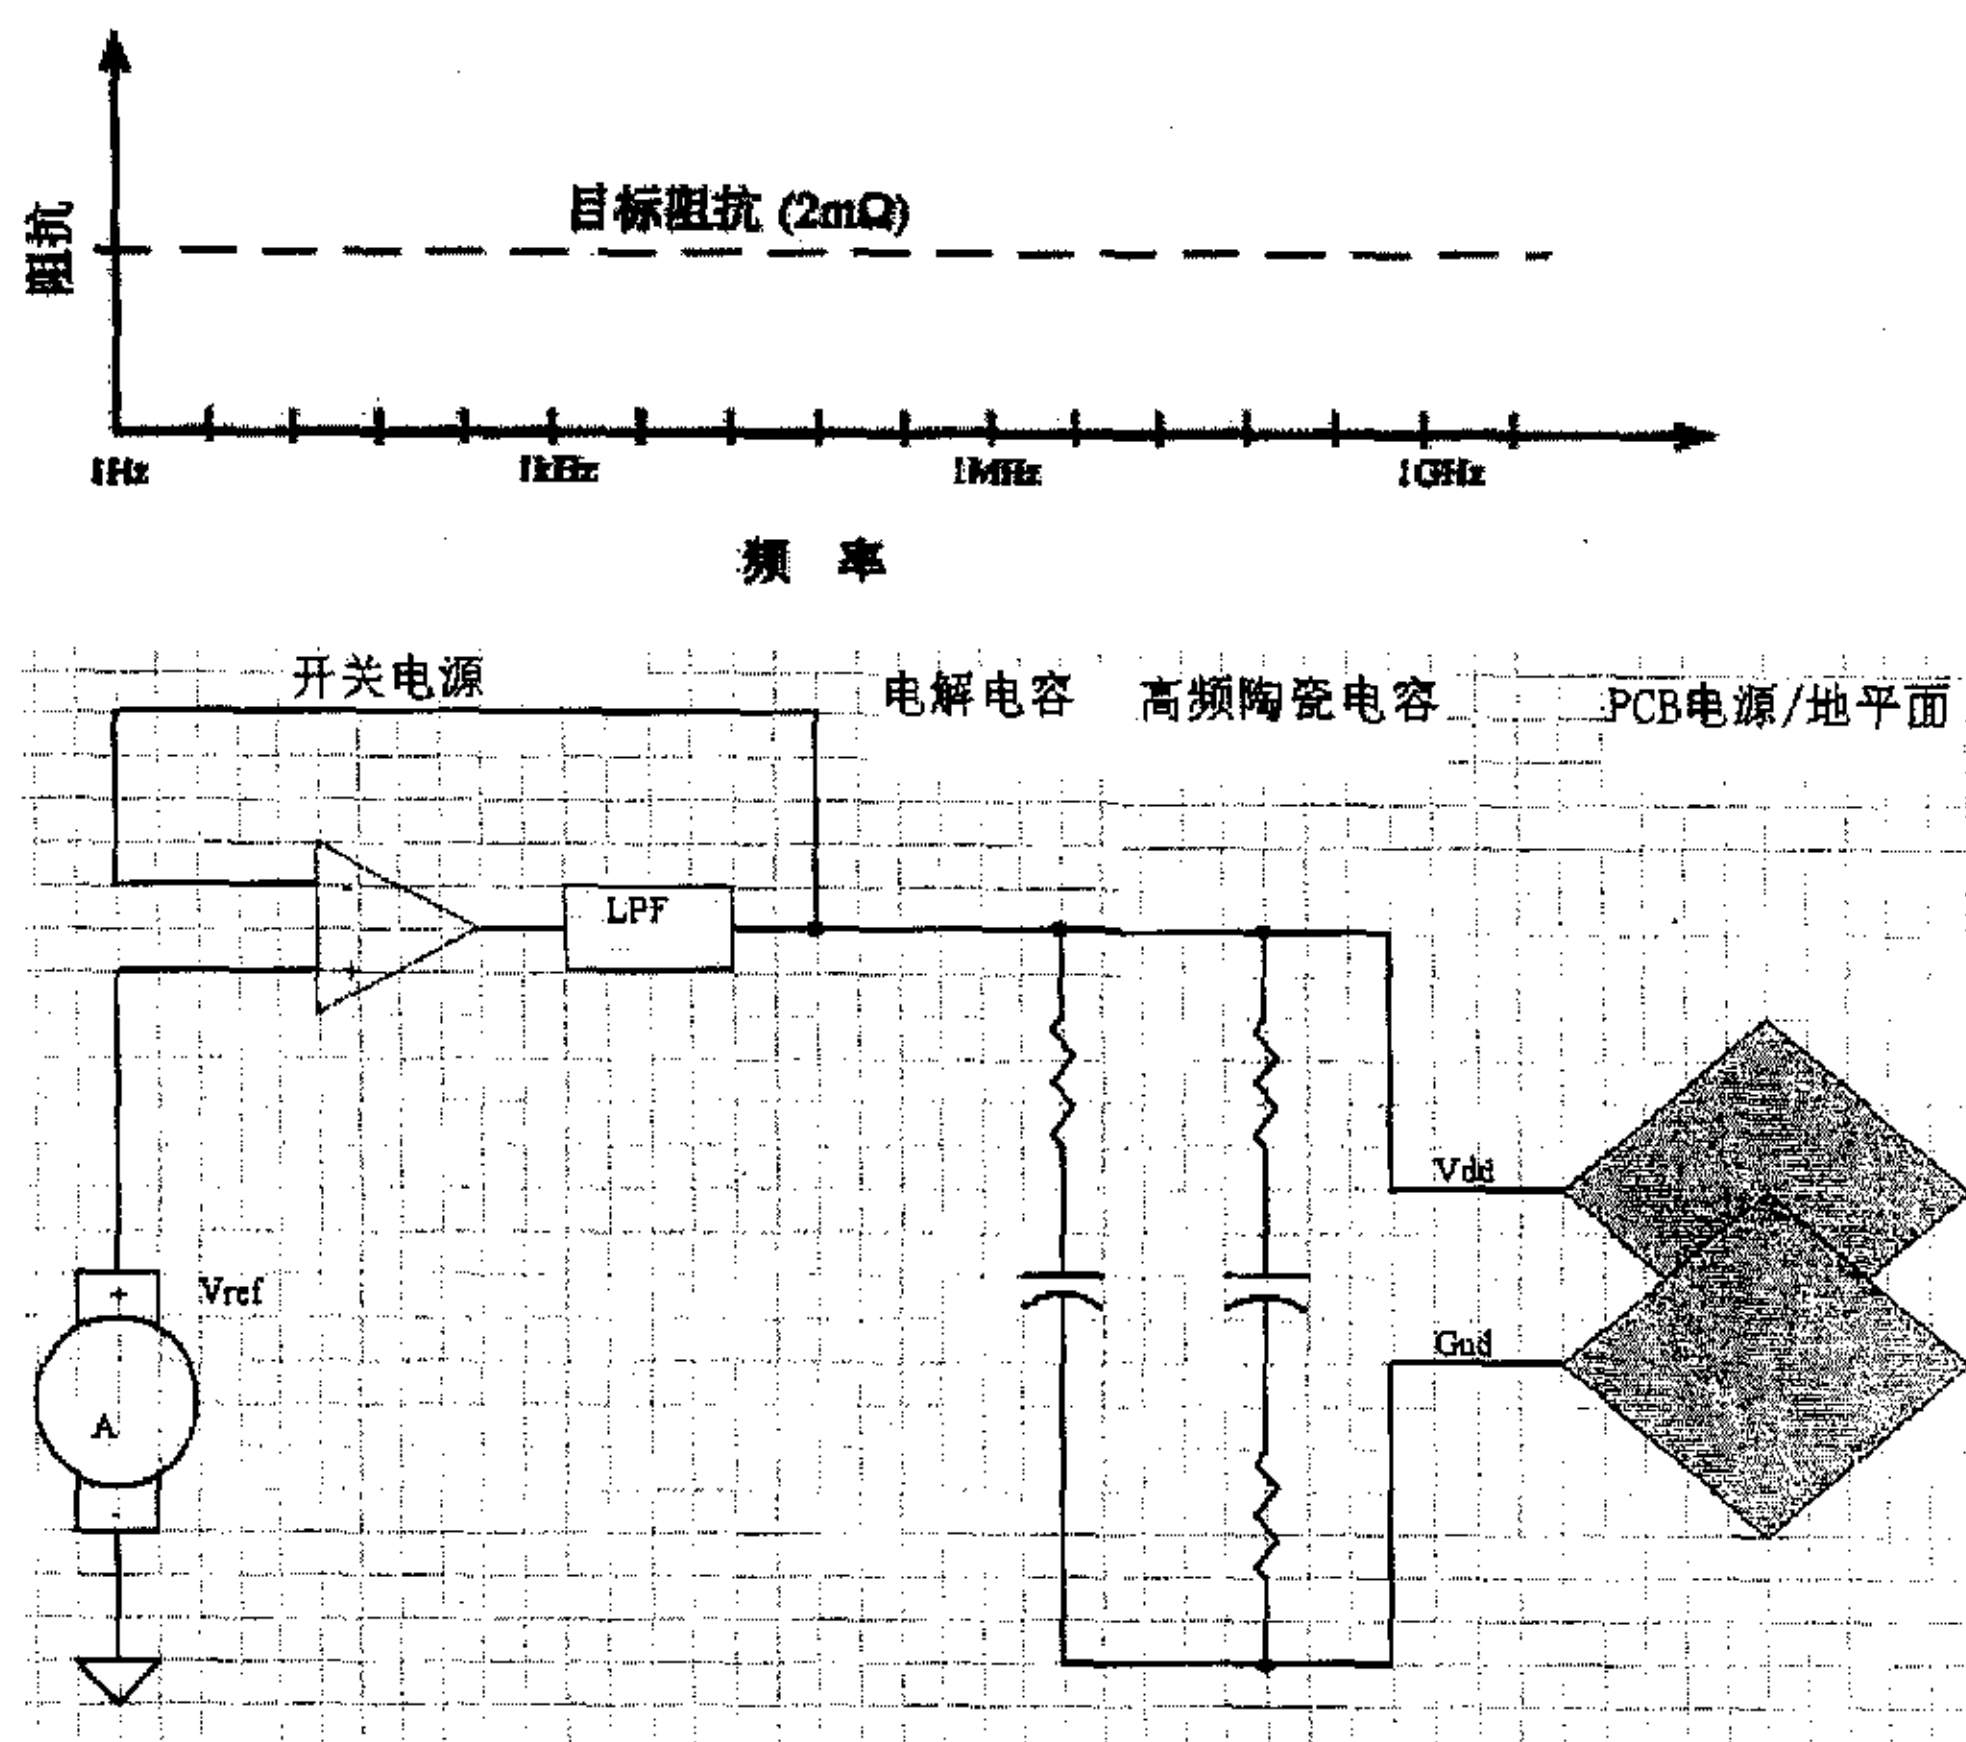 目标阻抗 (2mΩ)
阻抗
1Hz
1kHz
1MHz
1GHz
频 率
开关电源
电解电容
高频陶瓷电容
PCB电源/地平面
-
LPF
+
Vdd
+
Vref
Gnd
A
-